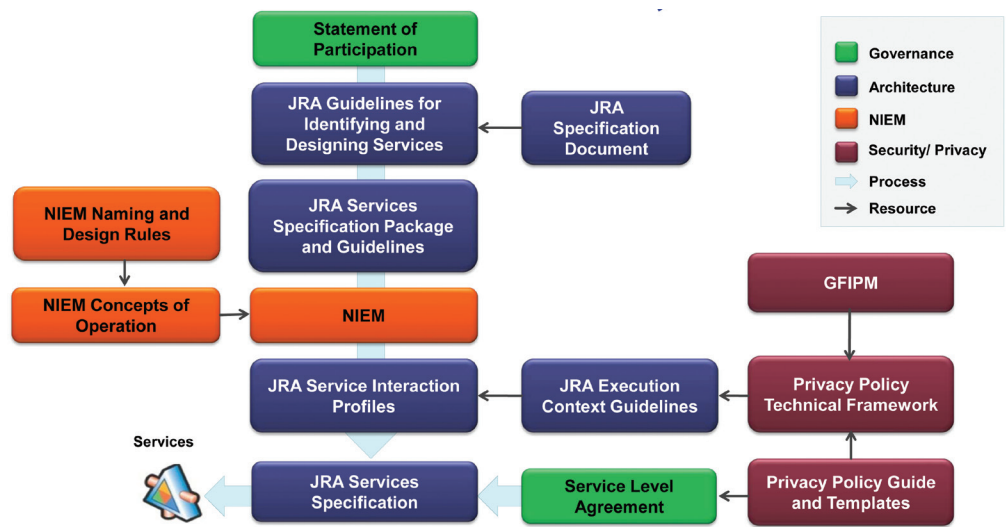 Statement of
Participation
JRA Guidelines for
Identifying and
Designing Services
JRA
Specification
Document
Governance
Architecture
NIEM
Security/ Privacy
Process
Resource
NIEM Naming and
Design Rules
JRA Services
Specification Package
and Guidelines
NIEM Concepts of
Operation
NIEM
GFIPM
JRA Service Interaction
Profiles
JRA Execution
Context Guidelines
Privacy Policy
Technical Framework
Services
JRA Services
Specification
Service Level
Agreement
Privacy Policy Guide
and Templates